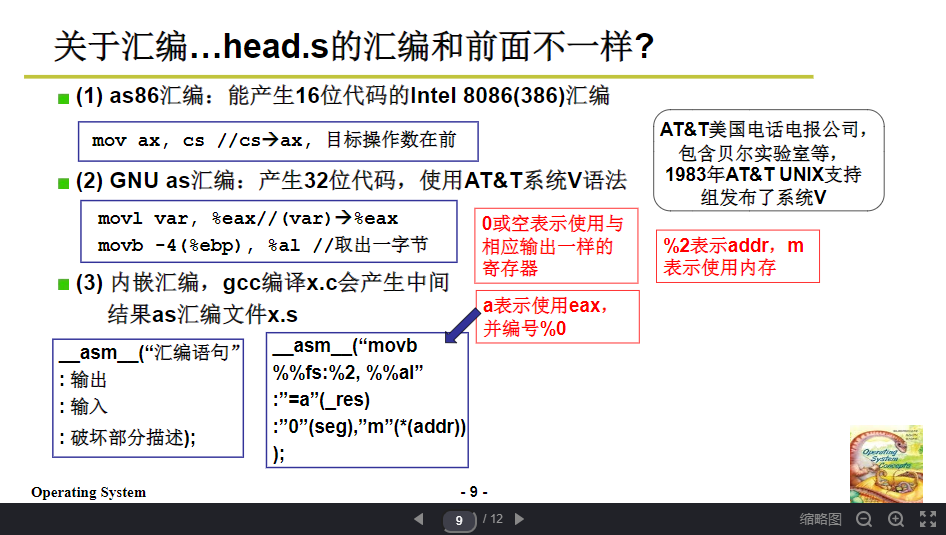 关于汇编…head.s的汇编和前面不一样?
(1) as86汇编：能产生16位代码的Intel 8086(386)汇编
mov ax, cs //cs→ax, 目标操作数在前
AT&T美国电话电报公司，
包含贝尔实验室等，
1983年AT&T UNIX支持
组发布了系统V
(2) GNU as汇编：产生32位代码，使用AT&T系统V语法
movl var, %eax//(var)→%eax
movb -4(%ebp), %al //取出一字节
0或空表示使用与
相应输出一样的
寄存器
%2表示addr，m
表示使用内存
(3) 内嵌汇编，gcc编译x.c会产生中间
结果as汇编文件x.s
a表示使用eax，
并编号%0
__asm__(“汇编语句”
: 输出
: 输入
: 破坏部分描述);
__asm__(“movb
%%fs:%2, %%al”
:”=a”(_res)
:”0”(seg),”m”(*(addr))
);
Operating
System
Concepts
Operating System
- 9 -
9 / 12
缩略图